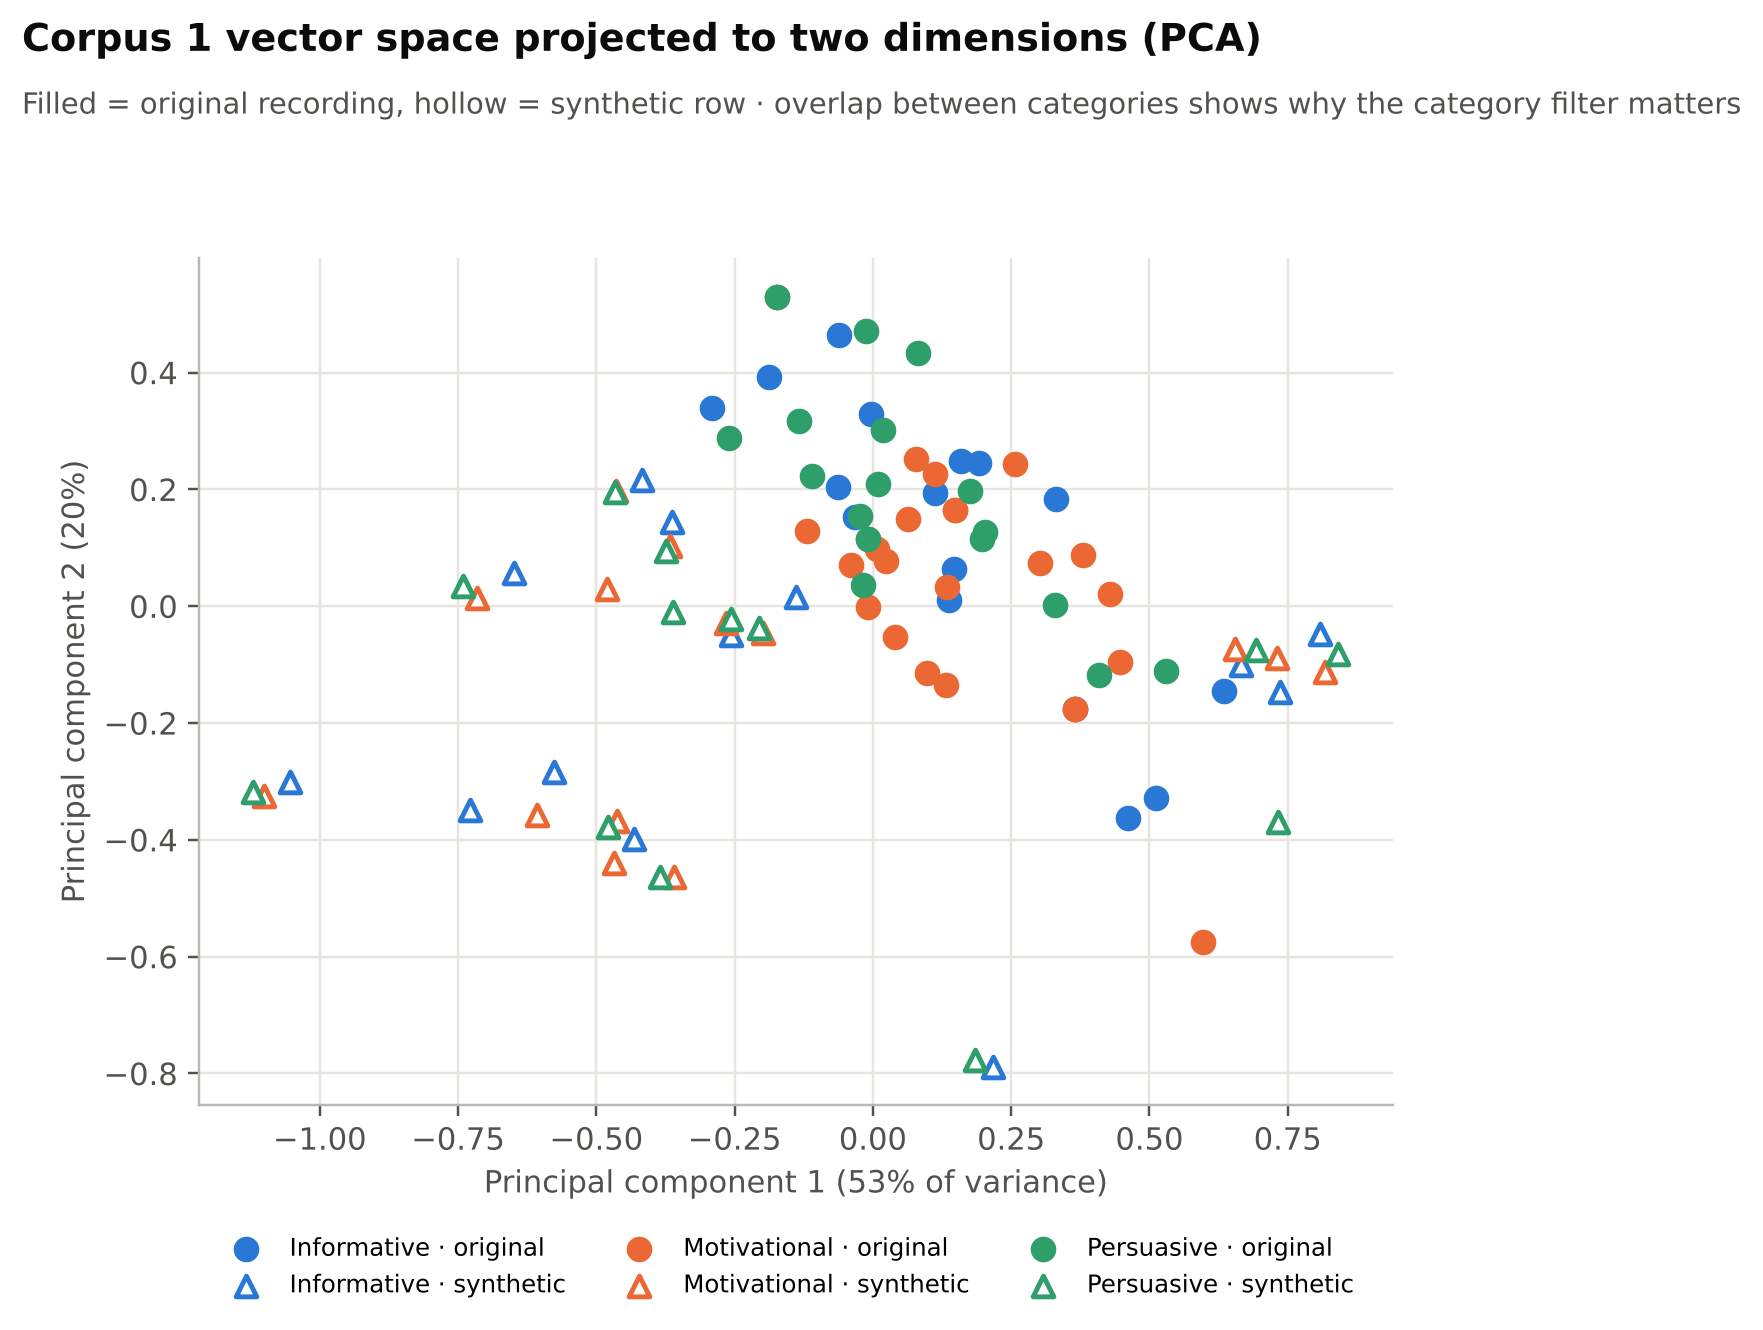 Corpus 1 vector space projected to two dimensions (PCA)
Filled = original recording, hollow = synthetic row · overlap between categories shows why the category filter matters
Principal component 2 (20%)
0.4
0.2
0.0
−0.2
−0.4
−0.6
−0.8
−1.00 −0.75 −0.50 −0.25 0.00 0.25 0.50 0.75
Principal component 1 (53% of variance)
Informative · original Motivational · original Persuasive · original
Informative · synthetic Motivational · synthetic Persuasive · synthetic